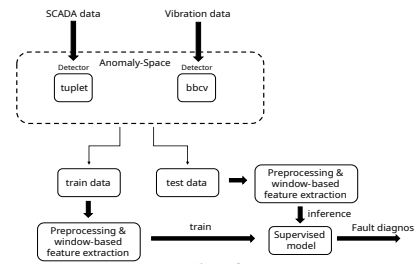 SCADA data
Vibration data
Anomaly-Space
Detector
Detector
tuplet
bbcv
train data
test data
Preprocessing &
window-based
feature extraction
inference
Preprocessing &
window-based
feature extraction
train
Supervised
model
Fault diagnos